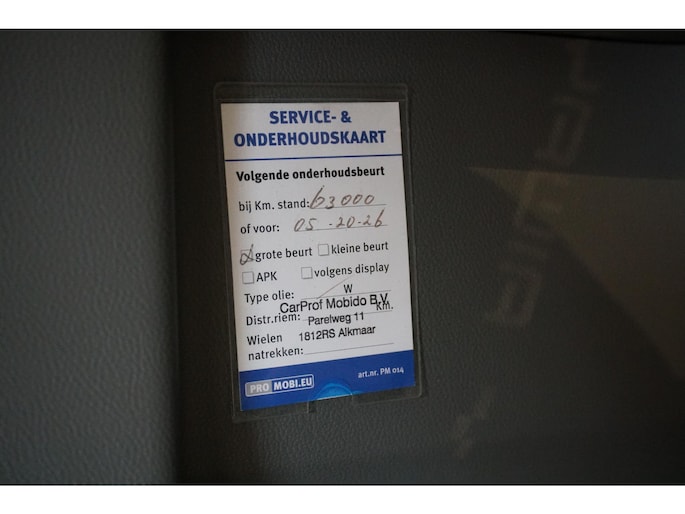 SERVICE- &
ONDERHOUDSKAART
Volgende onderhoudsbeurt
bij Km. stand: 63000
of voor: 05-20-26
grote beurt kleine beurt
APK volgens display
Type olie: W
CarProf Mobido B.V.
Distr.riem: Km.
Parelweg 11
Wielen 1812RS Alkmaar
natrekken:
PRO MOBI.EU art.nr. PM 014